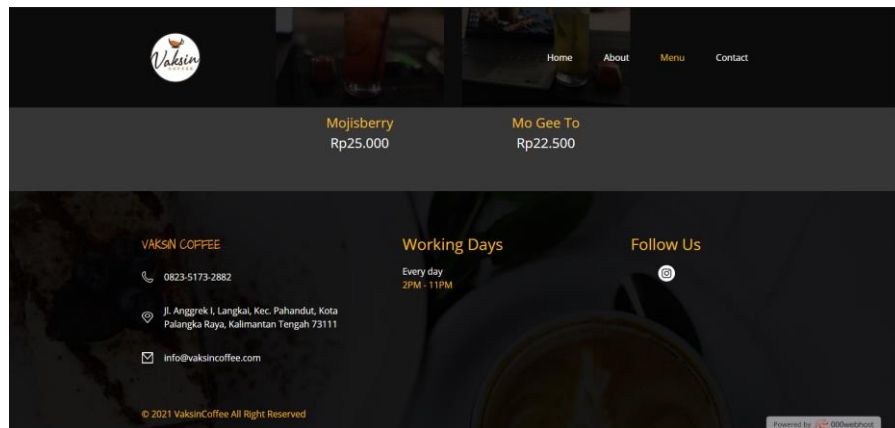 Vaksin
COFFEE
Home About Menu Contact
Mojisberry
Rp25.000
Mo Gee To
Rp22.500
VAKSIN COFFEE
0823-5173-2882
Jl. Anggrek I, Langkai, Kec. Pahandut, Kota
Palangka Raya, Kalimantan Tengah 73111
info@vaksincoffee.com
© 2021 VaksinCoffee All Right Reserved
Working Days
Every day
2PM - 11PM
Follow Us
Powered by 000webhost